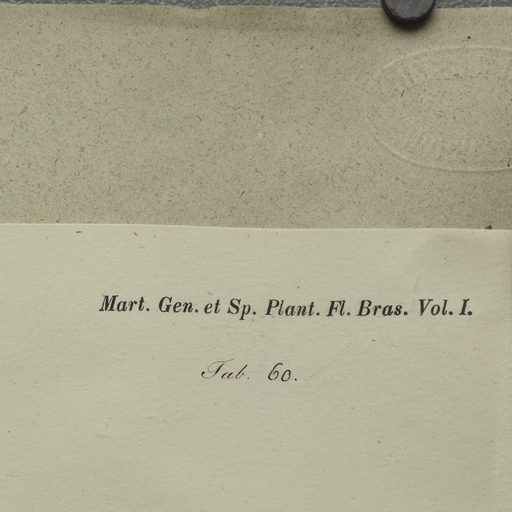 Mart. Gen. et Sp. Plant. Fl. Bras. Vol. I.
Tab. 60.